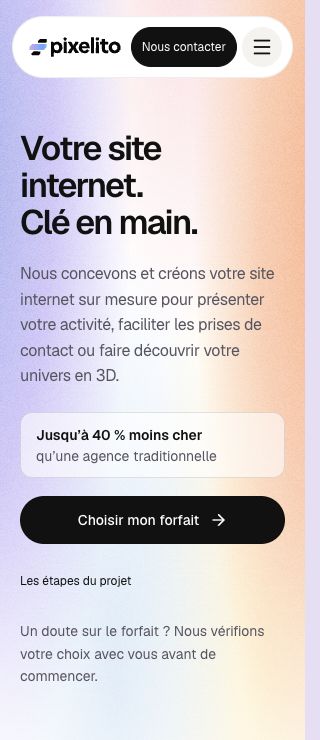 pixelito
Nous contacter
Votre site
internet.
Clé en main.
Nous concevons et créons votre site
internet sur mesure pour présenter
votre activité, faciliter les prises de
contact ou faire découvrir votre
univers en 3D.
Jusqu'à 40 % moins cher
qu'une agence traditionnelle
Choisir mon forfait
Les étapes du projet
Un doute sur le forfait ? Nous vérifions
votre choix avec vous avant de
commencer.